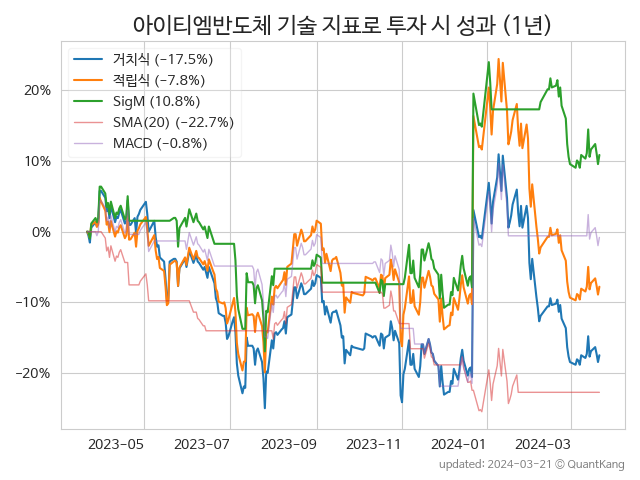 아이티엠반도체 기술 지표로 투자 시 성과 (1년)
거치식 (−17.5%)
적립식 (−7.8%)
SigM (10.8%)
SMA(20) (−22.7%)
MACD (−0.8%)
20%
10%
0%
−10%
−20%
2023-05 2023-07 2023-09 2023-11 2024-01 2024-03
updated: 2024-03-21 © QuantKang